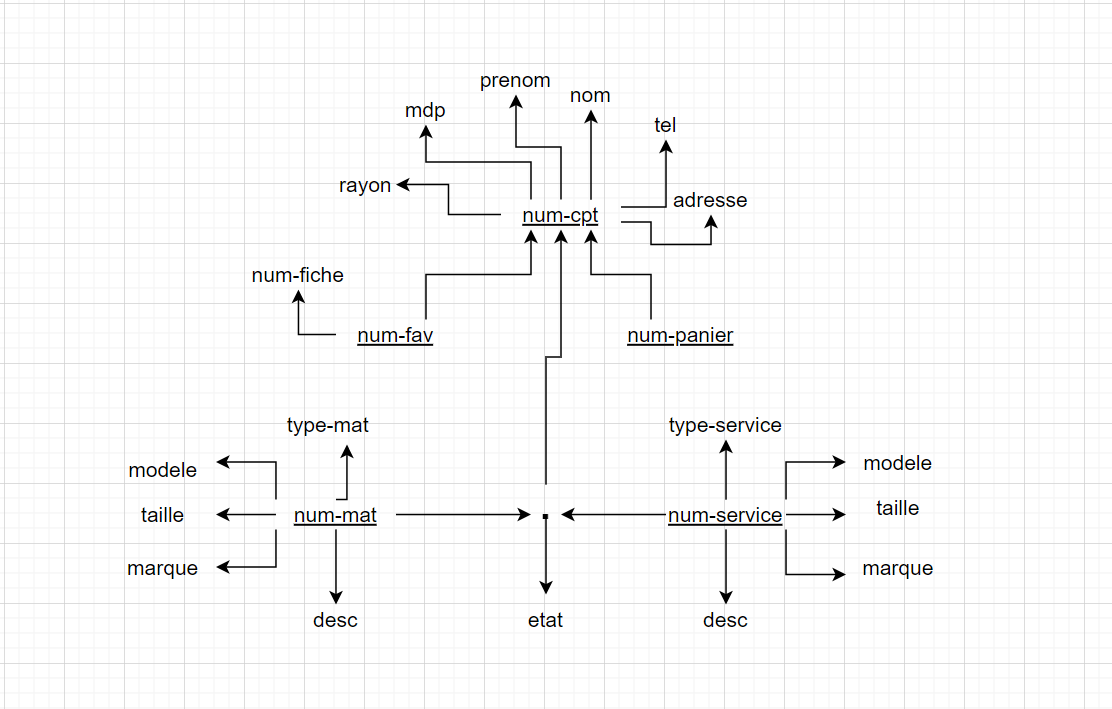 prenom
nom
mdp
tel
rayon
adresse
num-cpt
num-fiche
num-fav
num-panier
type-mat
type-service
modele
modele
taille
num-mat
num-service
taille
marque
marque
desc
etat
desc